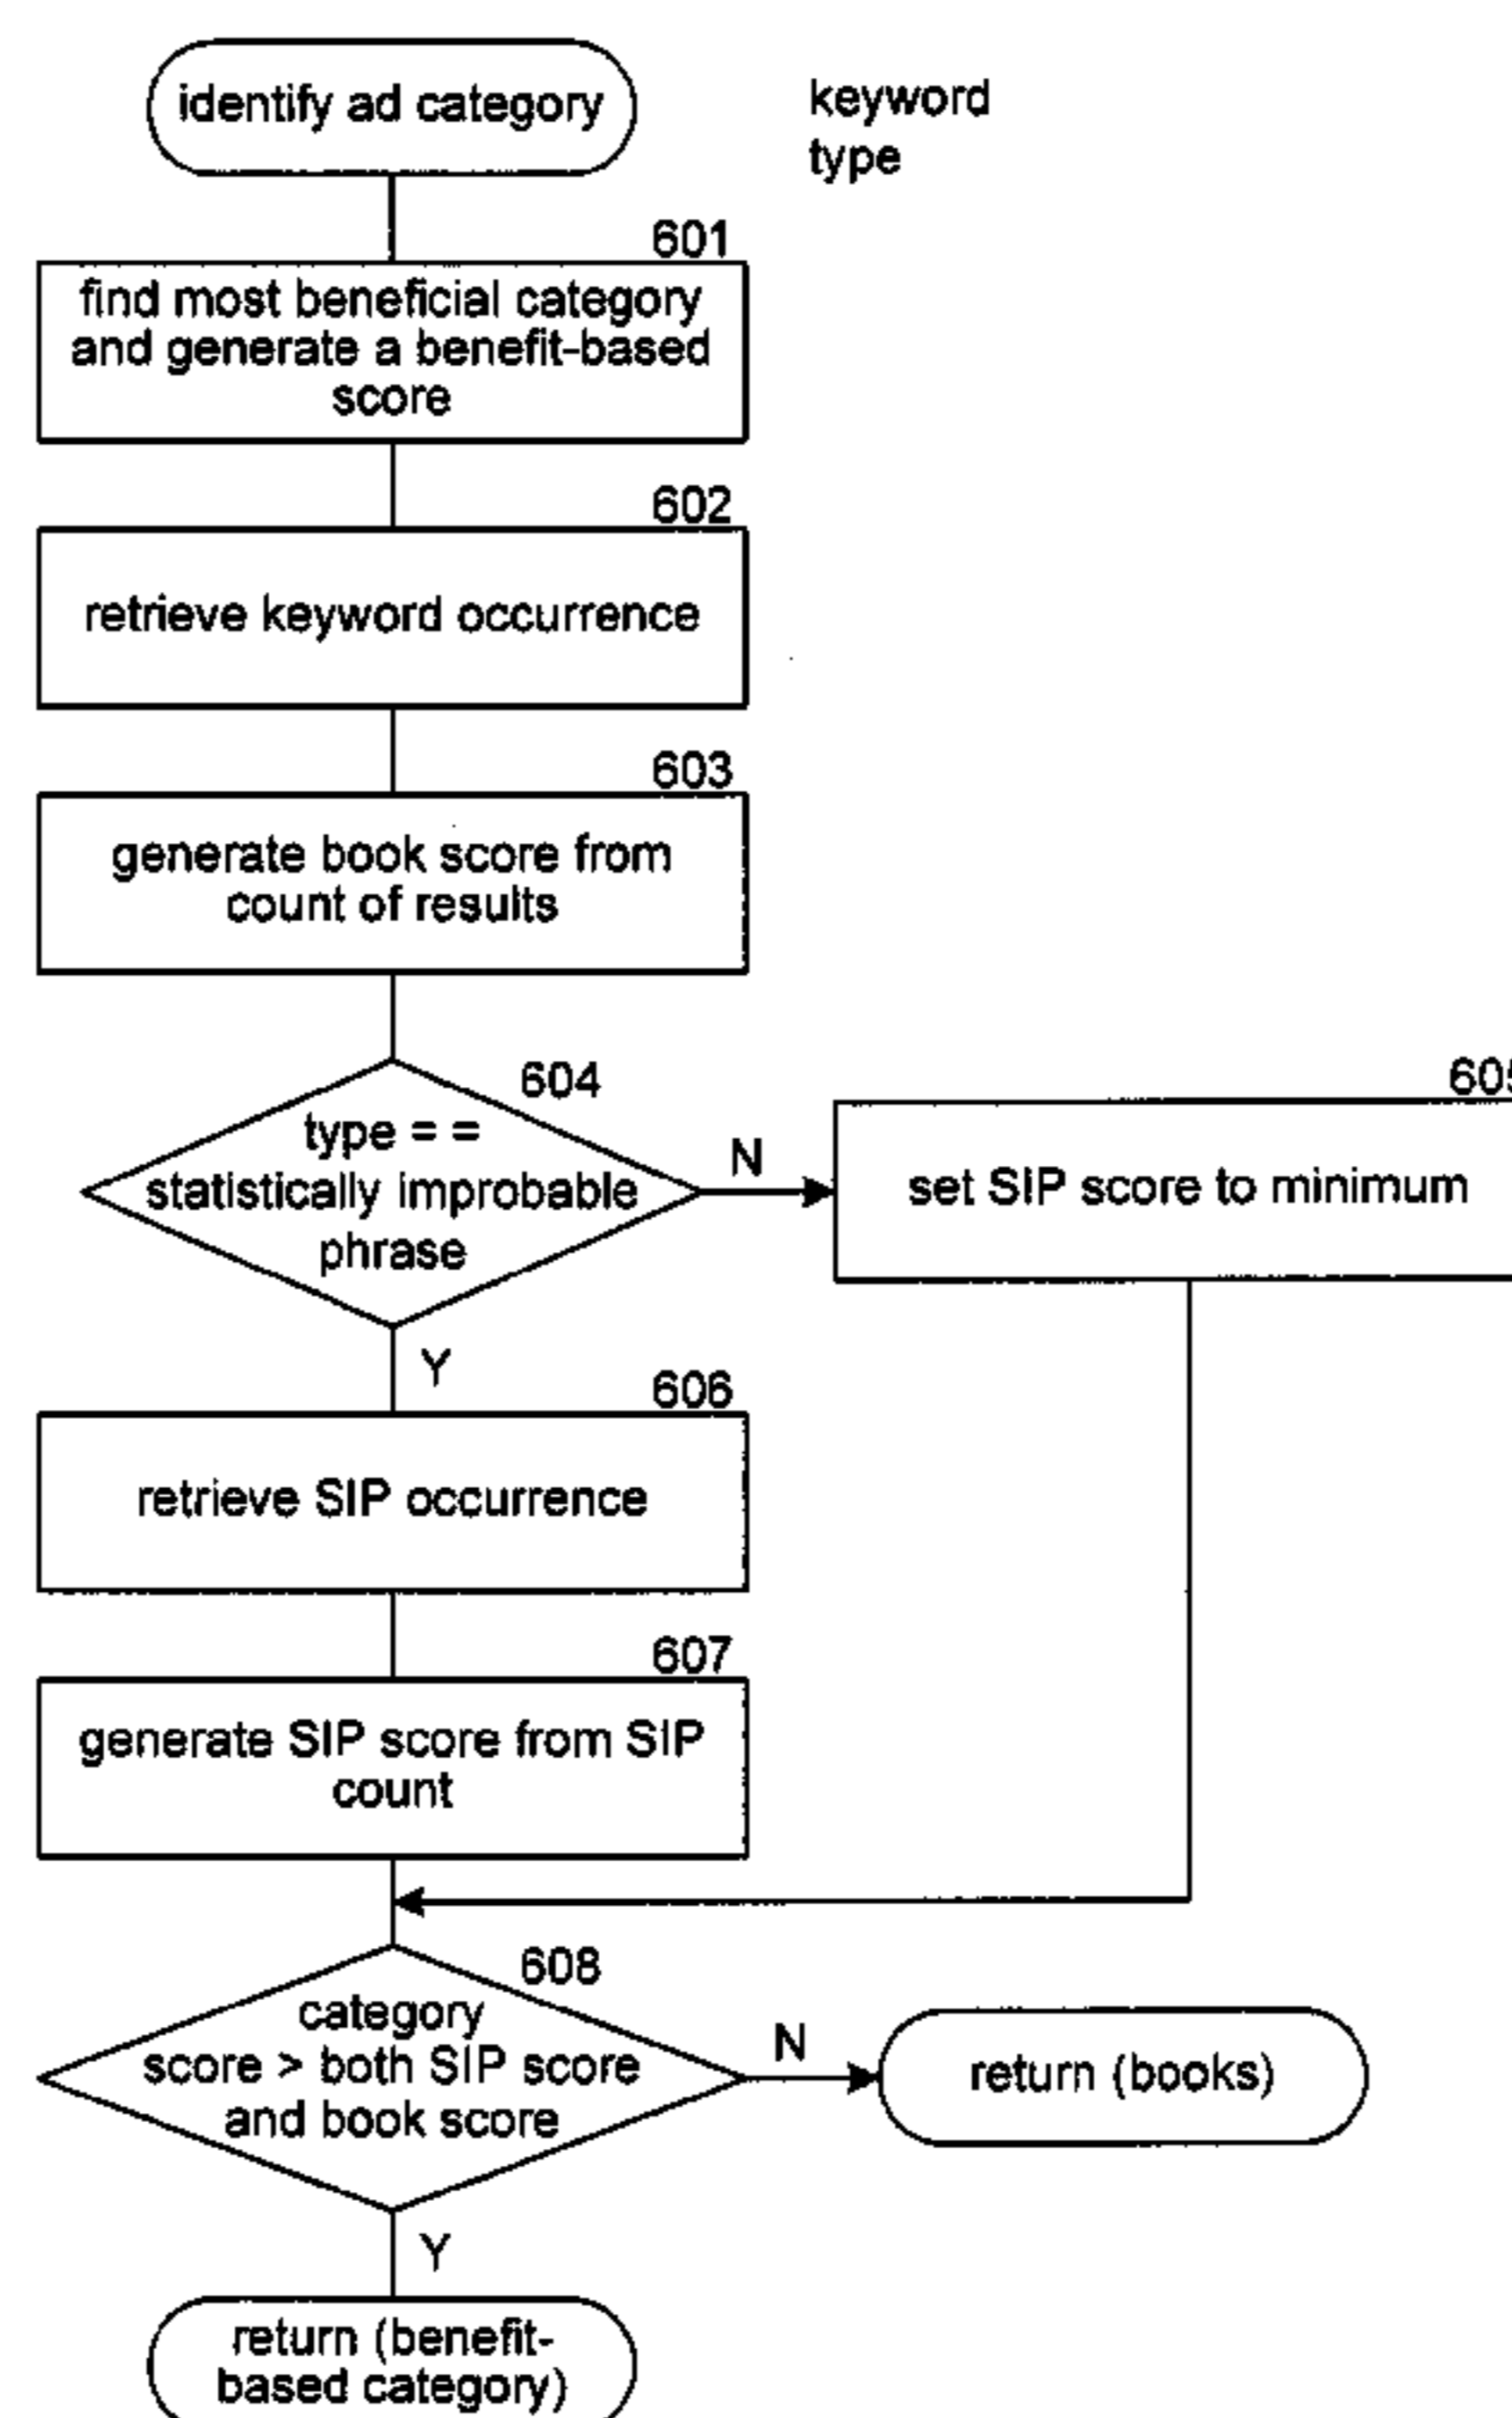 identify ad category
keyword
type
601
find most beneficial category
and generate a benefit-based
score
602
retrieve keyword occurrence
603
generate book score from
count of results
604
type = =
statistically improbable
phrase
N
605
set SIP score to minimum
Y
606
retrieve SIP occurrence
607
generate SIP score from SIP
count
608
category
score > both SIP score
and book score
N
return (books)
Y
return (benefit-
based category)